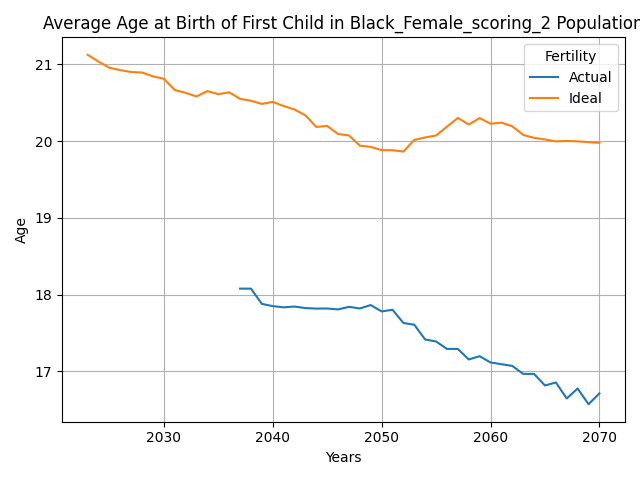 Average Age at Birth of First Child in Black_Female_scoring_2 Population
Fertility
Actual
Ideal
Age
21
20
19
18
17
2030 2040 2050 2060 2070
Years